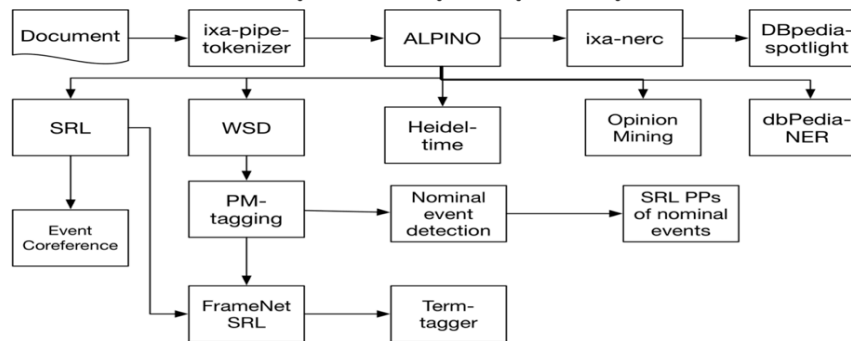 Document
ixa-pipe-
tokenizer
ALPINO
ixa-nerc
DBpedia-
spotlight
SRL
WSD
Heidel-
time
Opinion
Mining
dbPedia-
NER
Event
Coreference
PM-
tagging
Nominal
event
detection
SRL PPs
of nominal
events
FrameNet
SRL
Term-
tagger